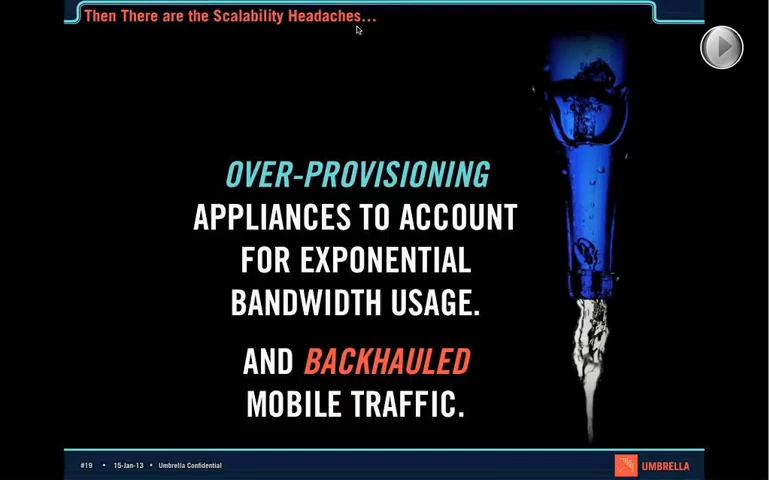 Then There are the Scalability Headaches...
OVER-PROVISIONING
APPLIANCES TO ACCOUNT
FOR EXPONENTIAL
BANDWIDTH USAGE.
AND BACKHAULED
MOBILE TRAFFIC.
#19 • 15-Jan-13 • Umbrella Confidential
UMBRELLA